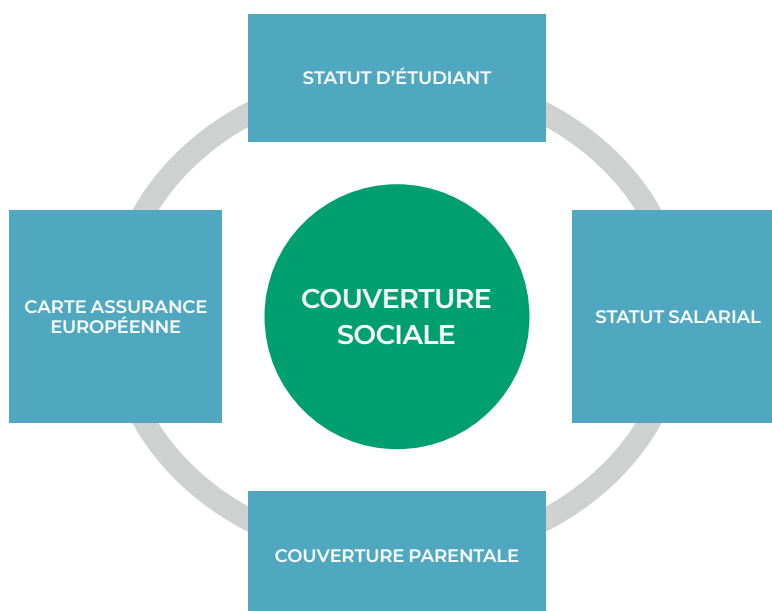 STATUT D'ÉTUDIANT
CARTE ASSURANCE
EUROPÉENNE
COUVERTURE
SOCIALE
STATUT SALARIAL
COUVERTURE PARENTALE